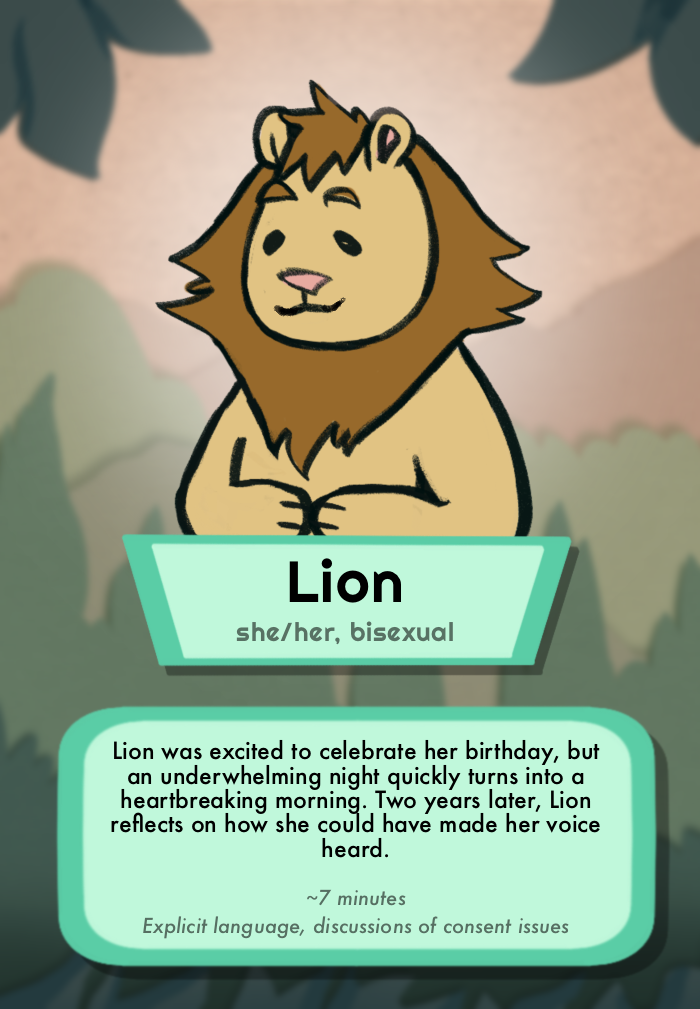 Lion
she/her, bisexual
Lion was excited to celebrate her birthday, but
an underwhelming night quickly turns into a
heartbreaking morning. Two years later, Lion
reflects on how she could have made her voice
heard.
~7 minutes
Explicit language, discussions of consent issues